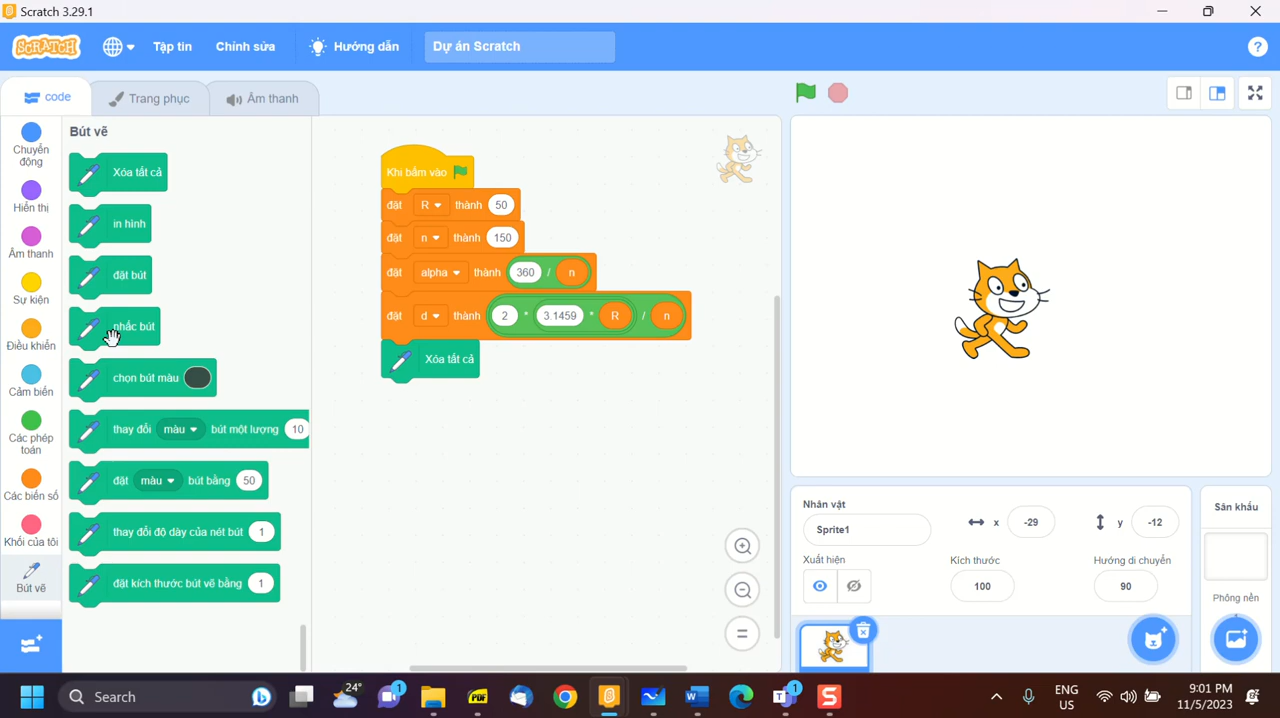 Scratch 3.29.1
SCRATCH
Tập tin
Chỉnh sửa
Hướng dẫn
Dự án Scratch
?
code
Trang phục
Âm thanh
Chuyển động
Hiển thị
Âm thanh
Sự kiện
Điều khiển
Cảm biến
Các phép toán
Các biến số
Khối của tôi
Bút vẽ
Bút vẽ
Xóa tất cả
in hình
đặt bút
nhấc bút
chọn bút màu
thay đổi màu bút một lượng 10
đặt màu bút bằng 50
thay đổi độ dày của nét bút 1
đặt kích thước bút vẽ bằng 1
Khi bấm vào
đặt R thành 50
đặt n thành 150
đặt alpha thành 360 / n
đặt d thành 2 * 3.1459 * R / n
Xóa tất cả
Nhân vật
Sprite1
x -29
y -12
Xuất hiện
Kích thước
100
Hướng di chuyển
90
Sân khấu
Phông nền
Search
24°
1
PDF
W
T
1
S
ENG
US
9:01 PM
11/5/2023